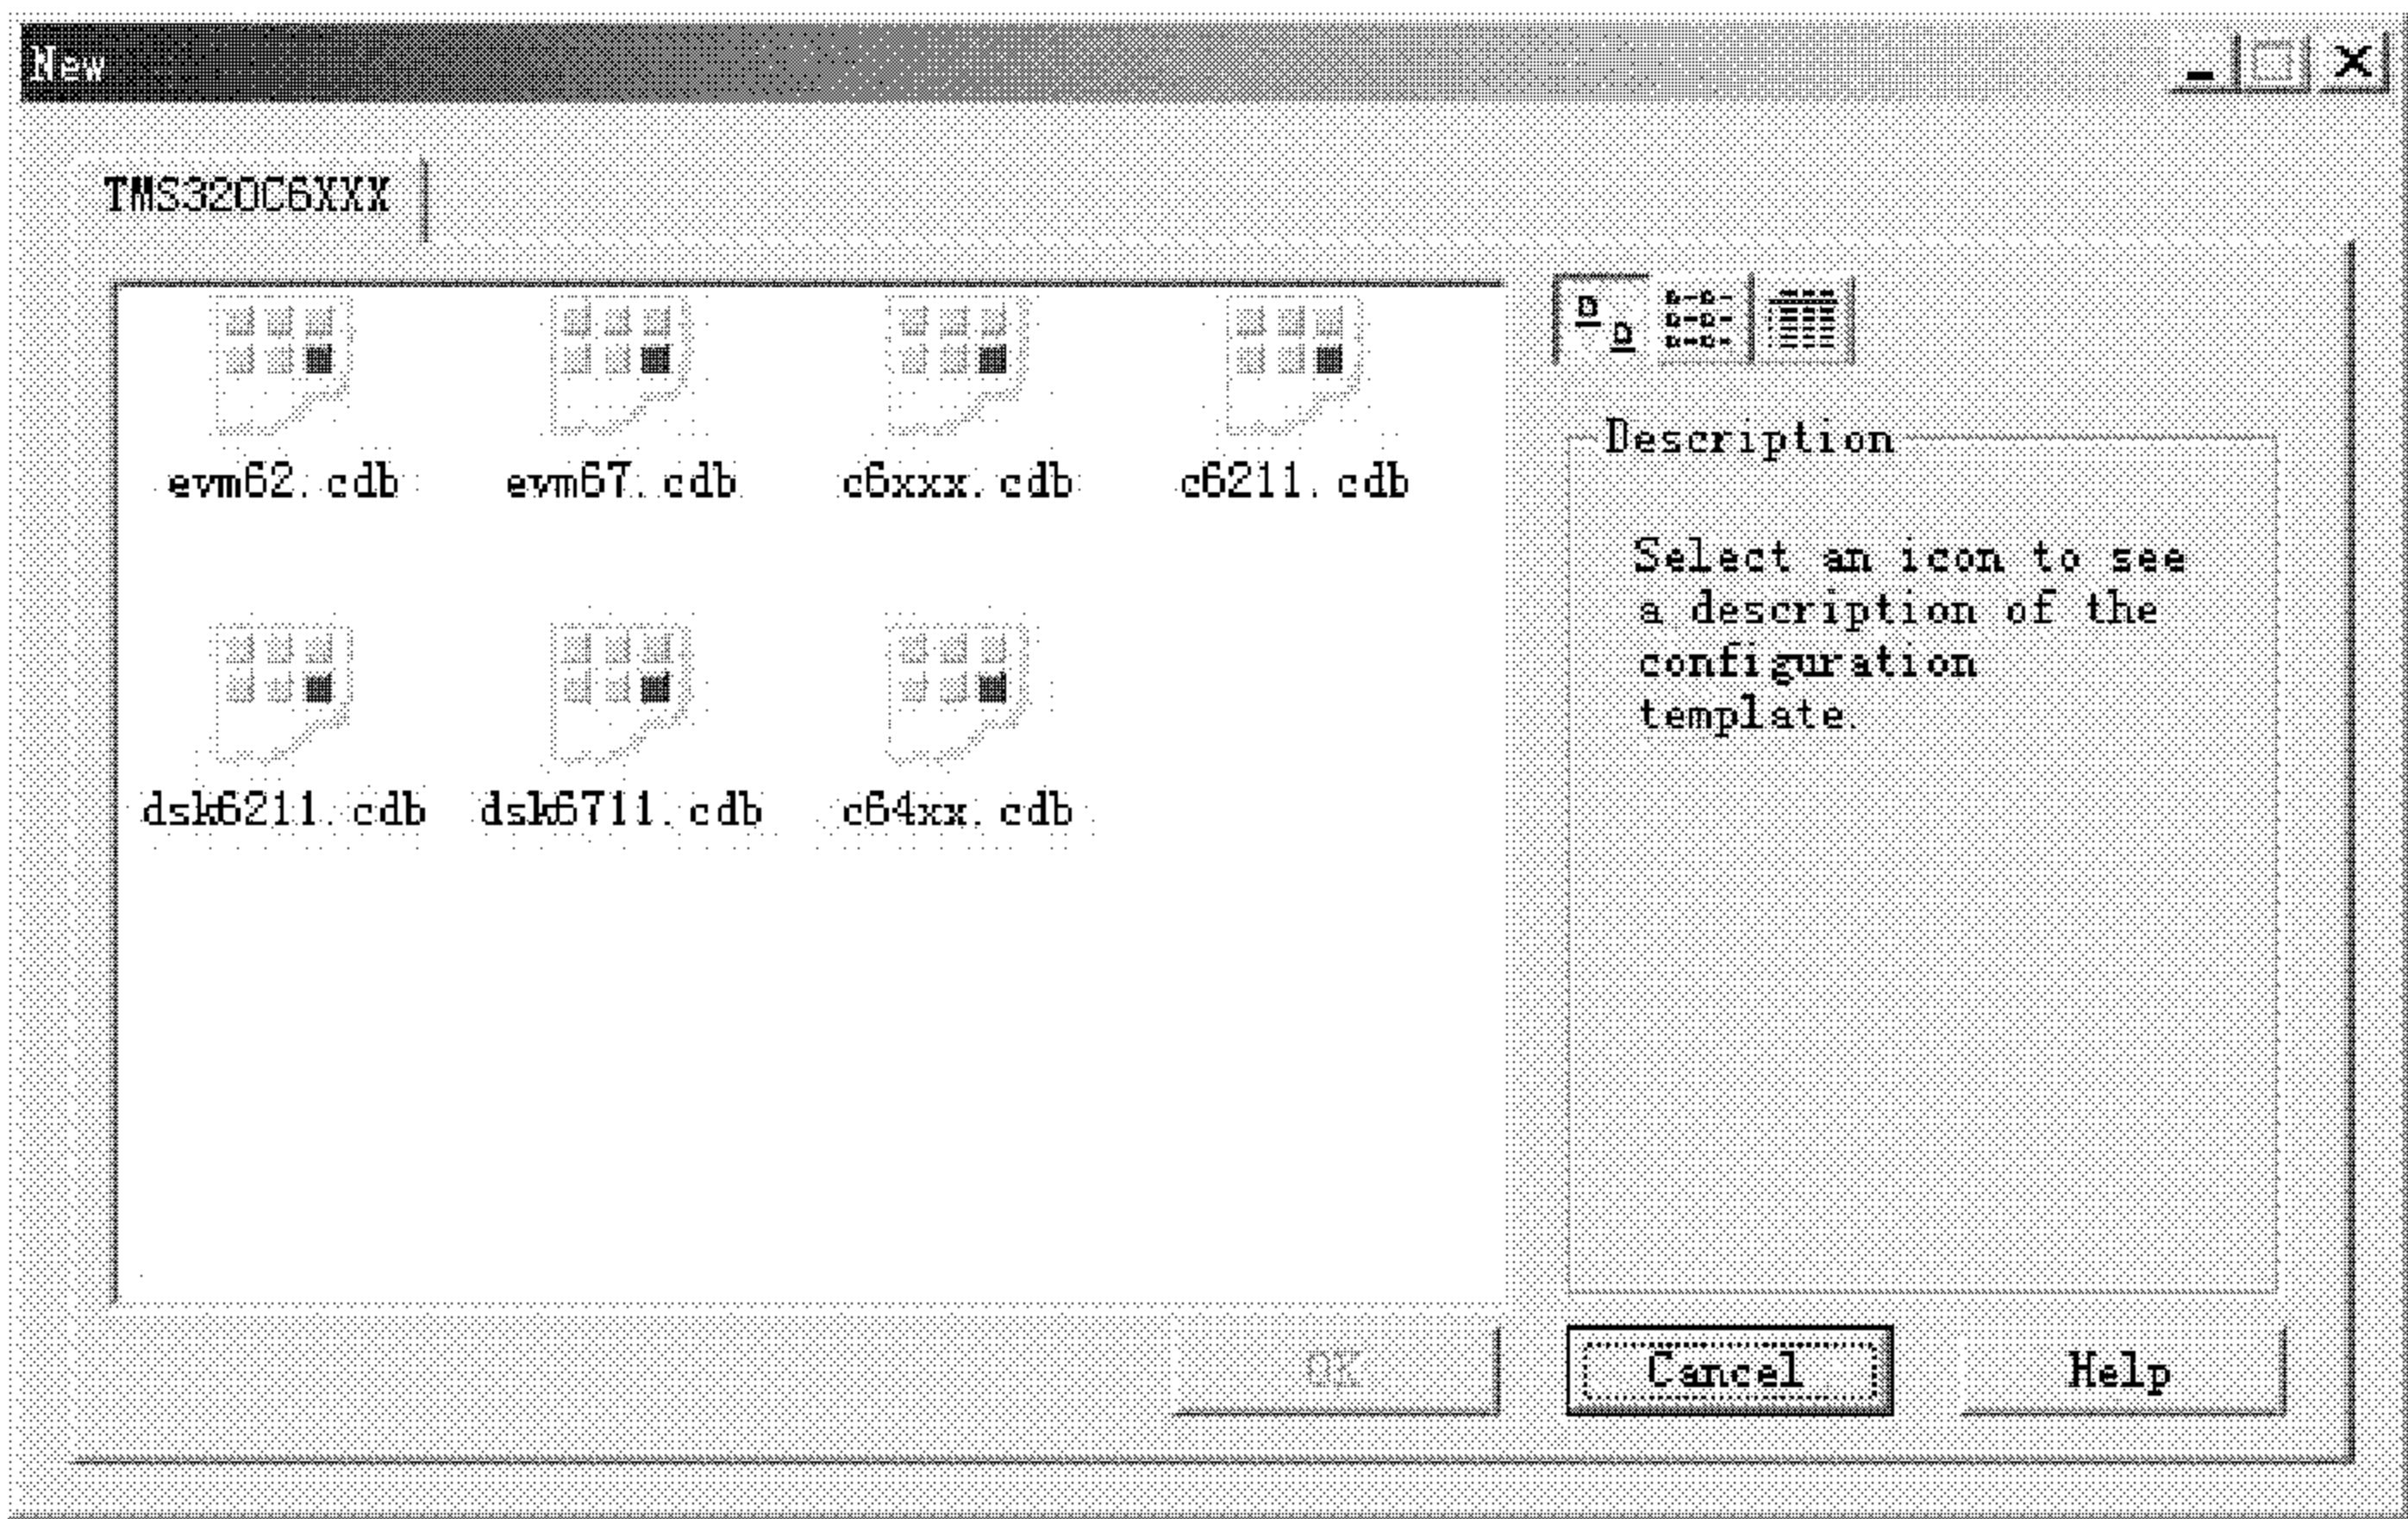 New
TMS320C6XXX
evm62.cdb evm67.cdb c6xxx.cdb c6211.cdb
dsk6211.cdb dsk6711.cdb c64xx.cdb
Description
Select an icon to see
a description of the
configuration
template.
OK Cancel Help